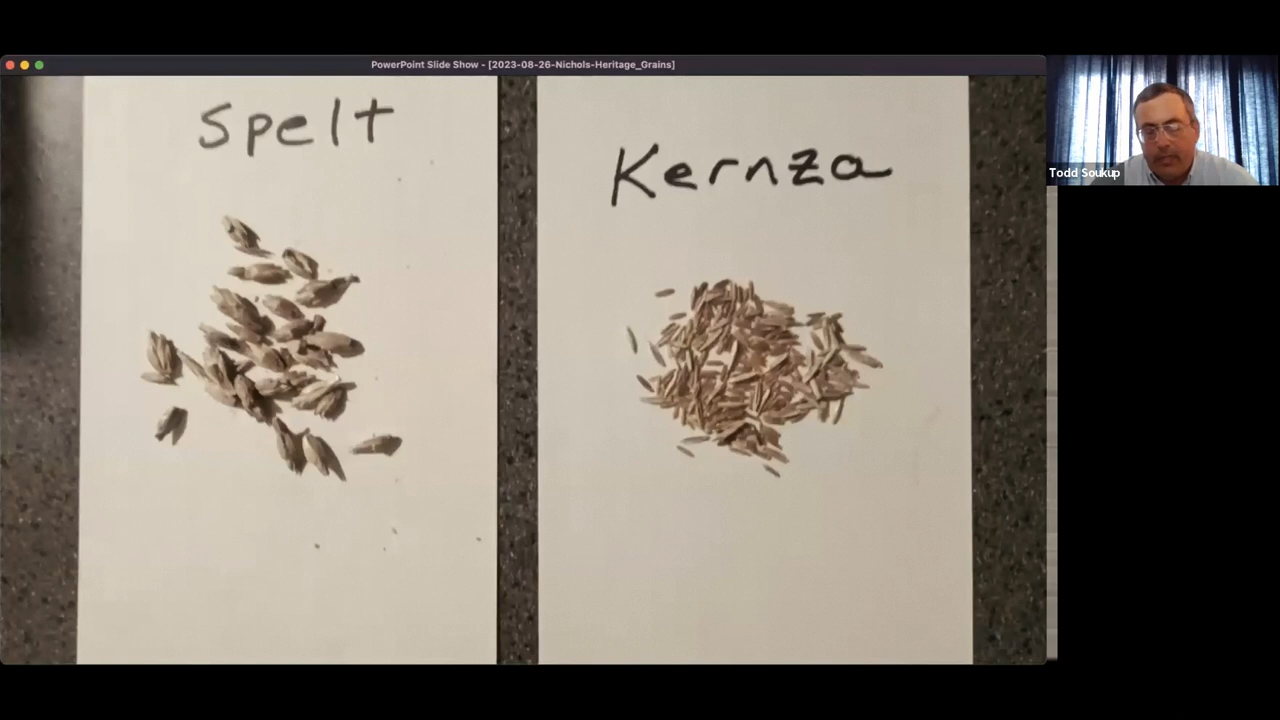 PowerPoint Slide Show - [2023-08-26-Nichols-Heritage_Grains]
Spelt
Kernza
Todd Soukup